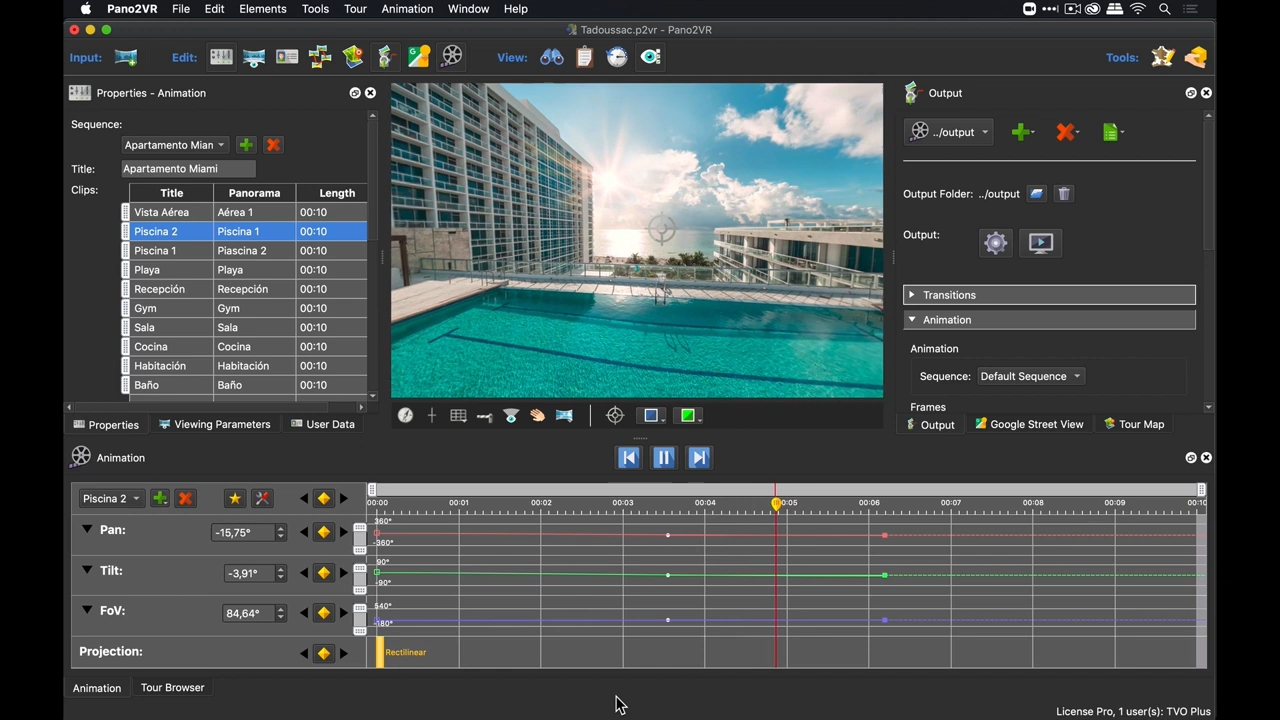 Pano2VR File Edit Elements Tools Tour Animation Window Help
Tadoussac.p2vr - Pano2VR
Input: Edit: View: Tools:
Properties - Animation
Sequence:
Apartamento Mian
Title: Apartamento Miami
Clips: Title Panorama Length
Vista Aérea Aérea 1 00:10
Piscina 2 Piscina 1 00:10
Piscina 1 Piascina 2 00:10
Playa Playa 00:10
Recepción Recepción 00:10
Gym Gym 00:10
Sala Sala 00:10
Cocina Cocina 00:10
Habitación Habitación 00:10
Baño Baño 00:10
Properties Viewing Parameters User Data
Output
../output
Output Folder: ../output
Output:
Transitions
Animation
Animation
Sequence: Default Sequence
Frames
Output Google Street View Tour Map
Animation
Piscina 2
00:00 00:01 00:02 00:03 00:04 00:05 00:06 00:07 00:08 00:09 00:10
Pan: -15,75° 360° -360°
Tilt: -3,91° 90° -90°
FoV: 84,64° 540° -180°
Projection: Rectilinear
Animation Tour Browser
License Pro, 1 user(s): TVO Plus